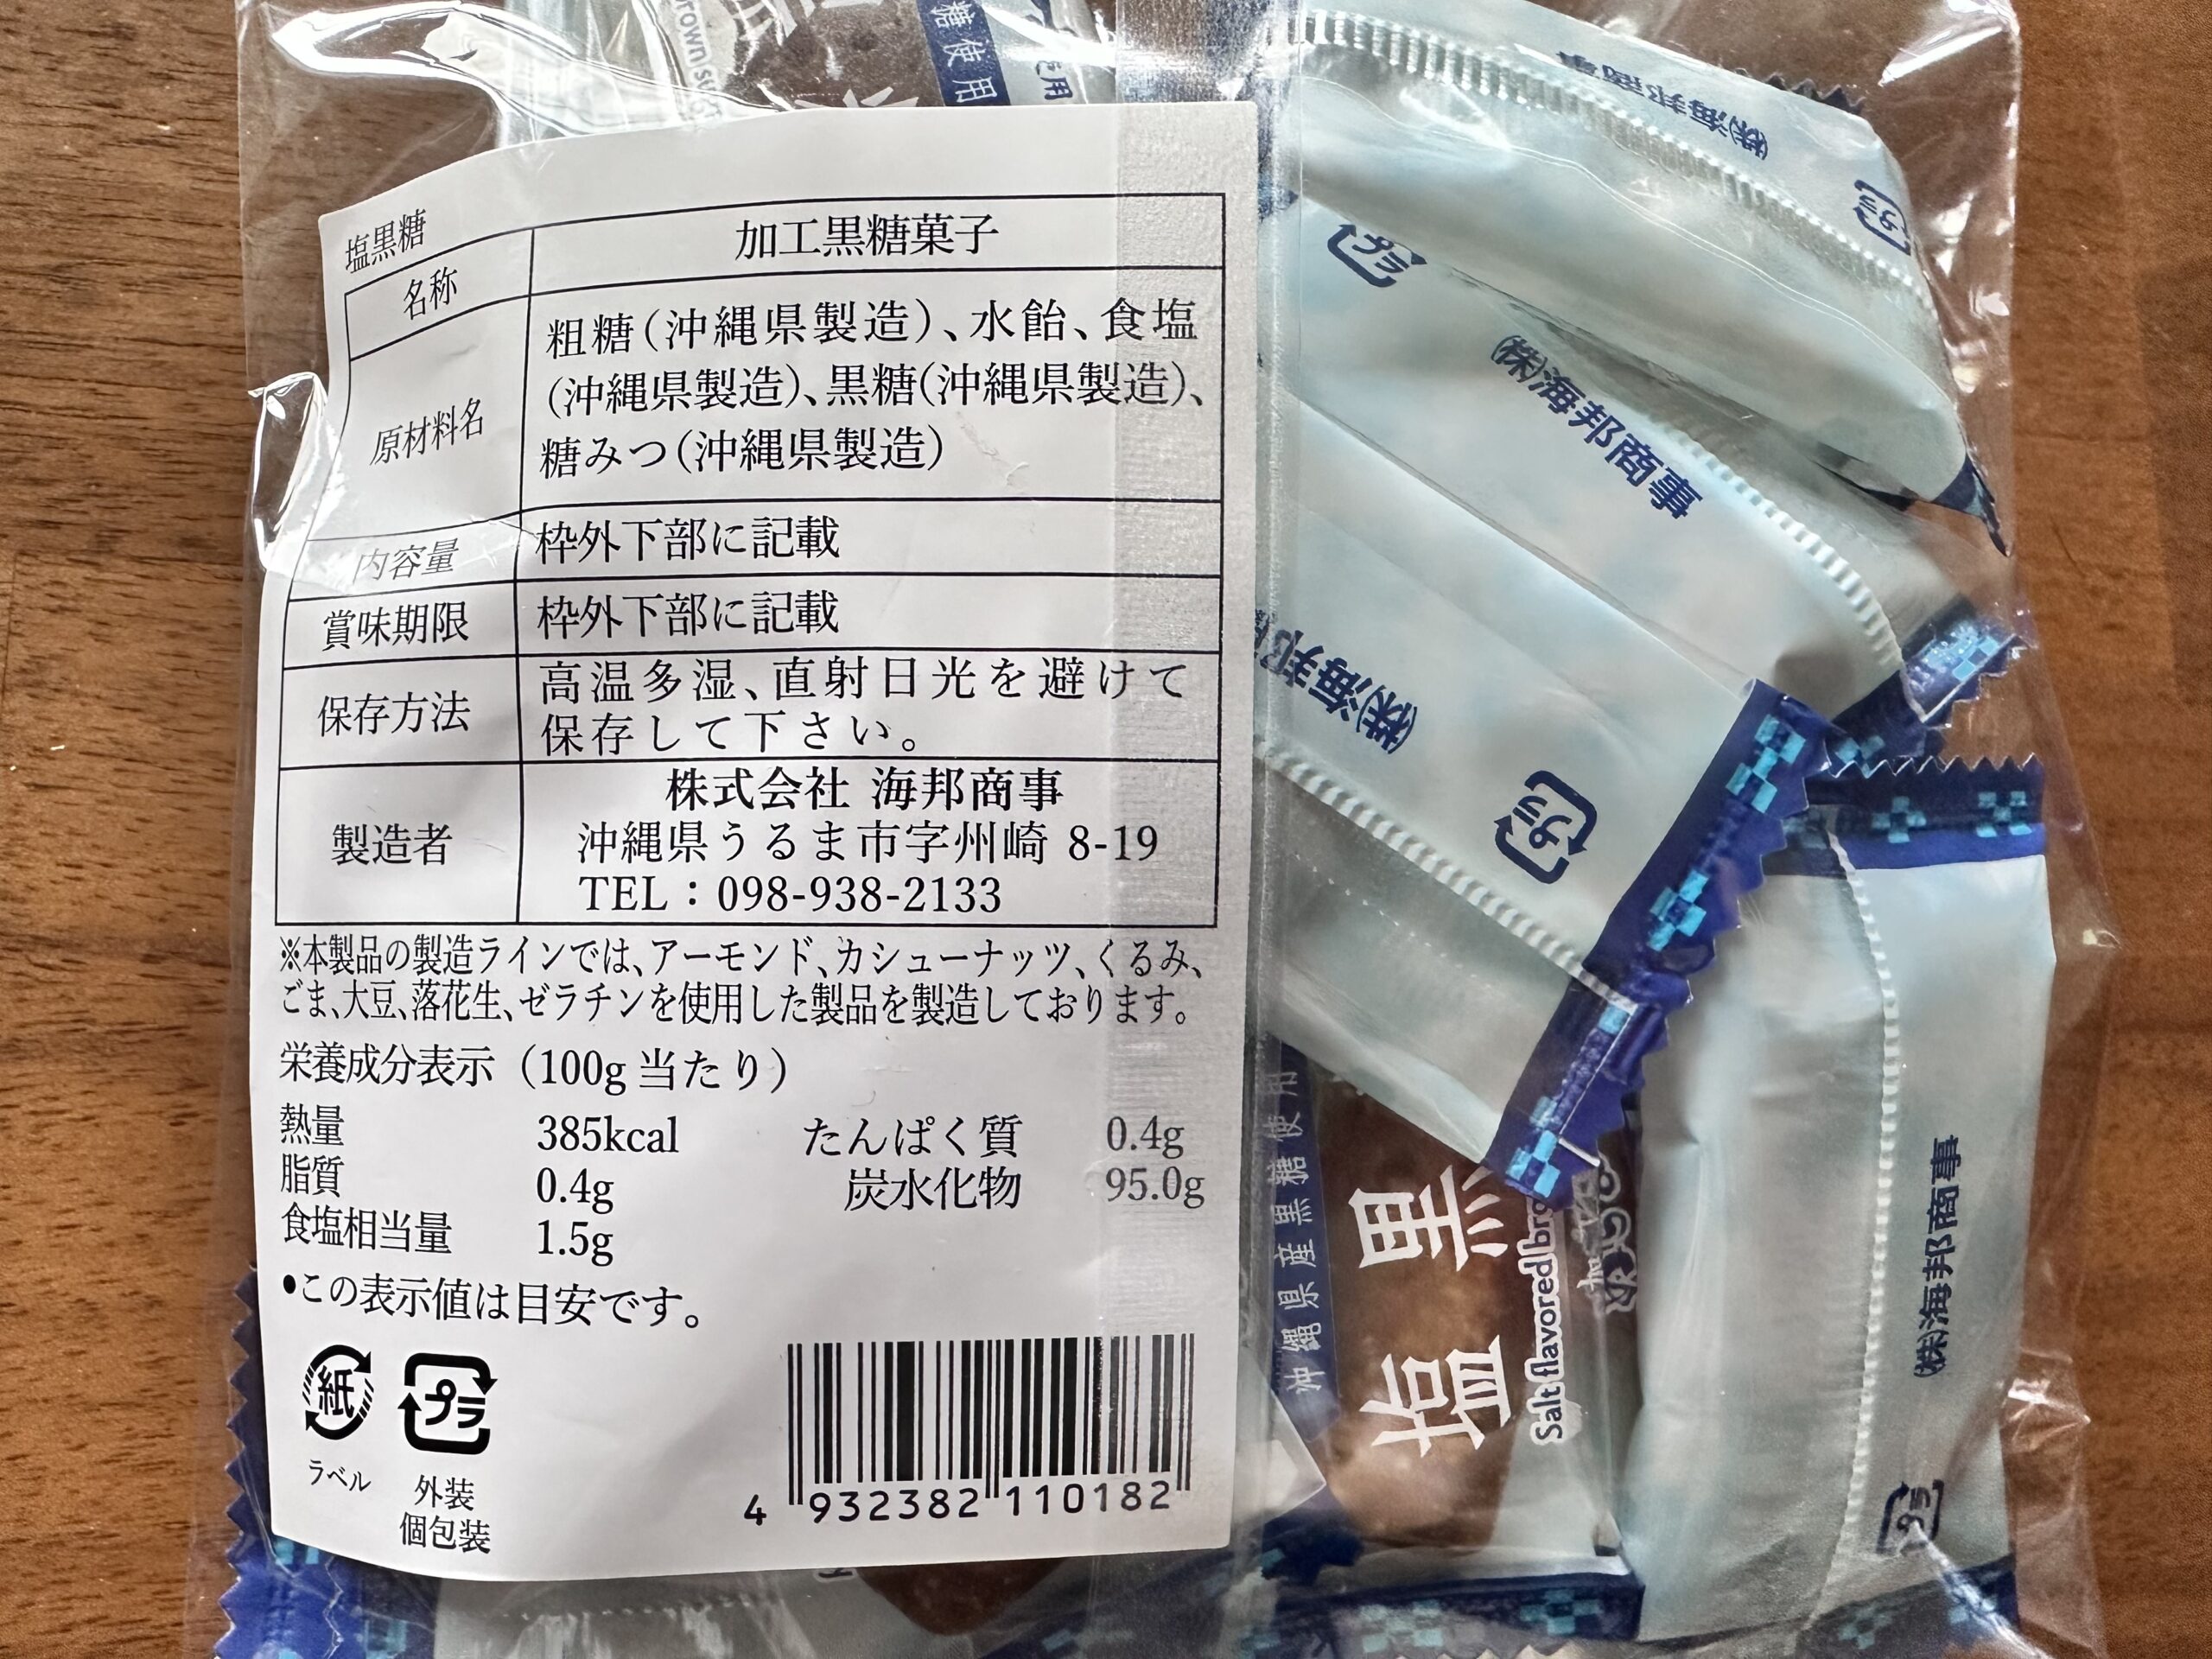 塩黒糖
名称 加工黒糖菓子
原材料名 粗糖(沖縄県製造)、水飴、食塩
(沖縄県製造)、黒糖(沖縄県製造)、
糖みつ(沖縄県製造)
内容量 枠外下部に記載
賞味期限 枠外下部に記載
保存方法 高温多湿、直射日光を避けて
保存して下さい。
製造者 株式会社 海邦商事
沖縄県うるま市字州崎 8-19
TEL：098-938-2133
※本製品の製造ラインでは、アーモンド、カシューナッツ、くるみ、
ごま、大豆、落花生、ゼラチンを使用した製品を製造しております。
栄養成分表示（100g 当たり）
熱量 385kcal たんぱく質 0.4g
脂質 0.4g 炭水化物 95.0g
食塩相当量 1.5g
•この表示値は目安です。
紙 プラ
ラベル 外装
個包装
4 932382 110182
糖使用
㈱海邦商事
プラ
プラ
㈱海邦商事
㈱海邦
プラ
㈱海邦商事
プラ
沖縄県産黒糖使用
塩黒
Salt flavored bro